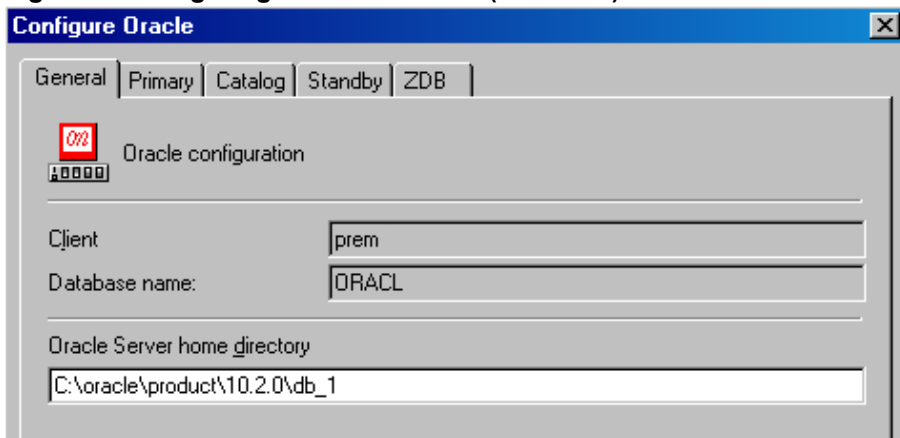 Configure Oracle
General Primary Catalog Standby ZDB
Oracle configuration
Client prem
Database name: ORACL
Oracle Server home directory
C:\oracle\product\10.2.0\db_1